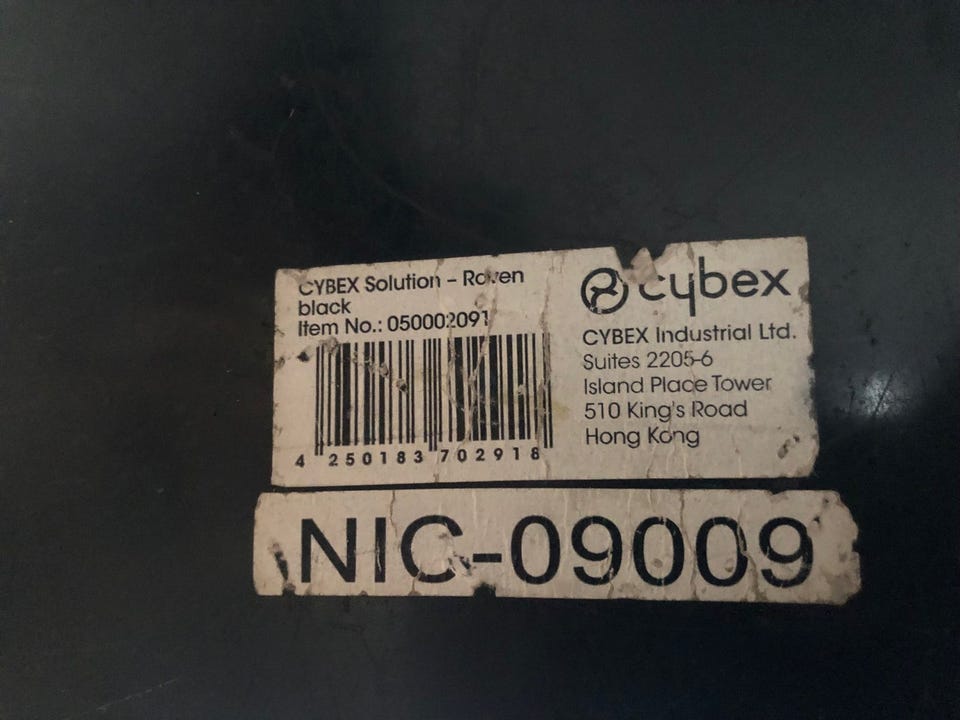 CYBEX Solution - Raven
black
Item No.: 050002091
4 250183 702918
cybex
CYBEX Industrial Ltd.
Suites 2205-6
Island Place Tower
510 King's Road
Hong Kong
NIC-09009